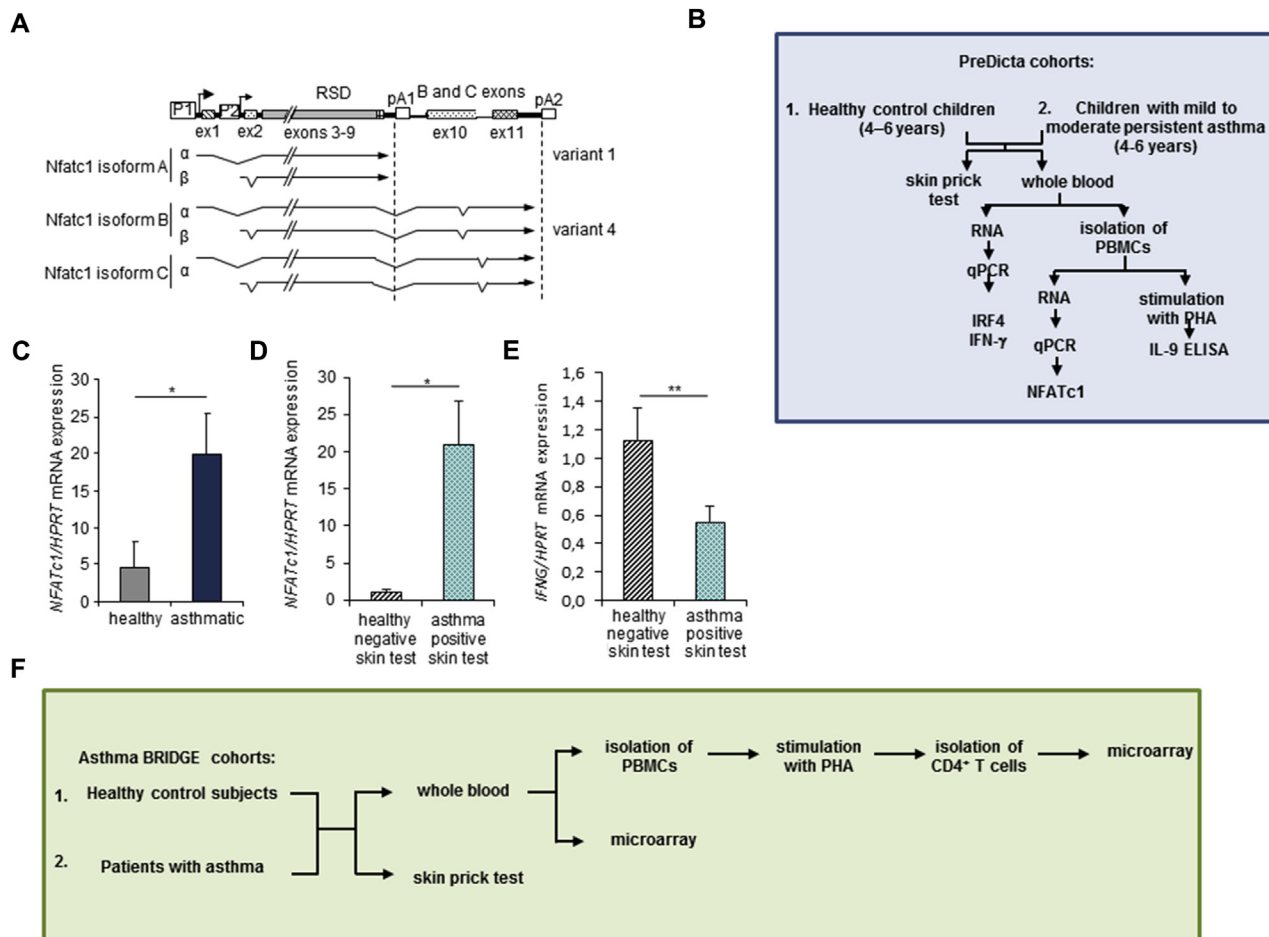 A
P1
P2
RSD
pA1
B and C exons
pA2
ex1
ex2
exons 3-9
ex10
ex11
Nfatc1 isoform A
α
β
variant 1
Nfatc1 isoform B
α
β
variant 4
Nfatc1 isoform C
α
B
PreDicta cohorts:
1. Healthy control children
(4–6 years)
2. Children with mild to
moderate persistent asthma
(4-6 years)
skin prick
test
whole blood
RNA
isolation of
PBMCs
qPCR
RNA
stimulation
with PHA
IRF4
IFN-γ
qPCR
IL-9 ELISA
NFATc1
C
NFATc1/HPRT mRNA expression
30
25
20
15
10
5
0
*
healthy
asthmatic
D
NFATc1/HPRT mRNA expression
30
25
20
15
10
5
0
*
healthy
negative
skin test
asthma
positive
skin test
E
IFNG/HPRT mRNA expression
1,6
1,4
1,2
1,0
0,8
0,6
0,4
0,2
0,0
**
healthy
negative
skin test
asthma
positive
skin test
F
Asthma BRIDGE cohorts:
1. Healthy control subjects
2. Patients with asthma
whole blood
skin prick test
isolation of
PBMCs
stimulation
with PHA
isolation of
CD4⁺ T cells
microarray
microarray